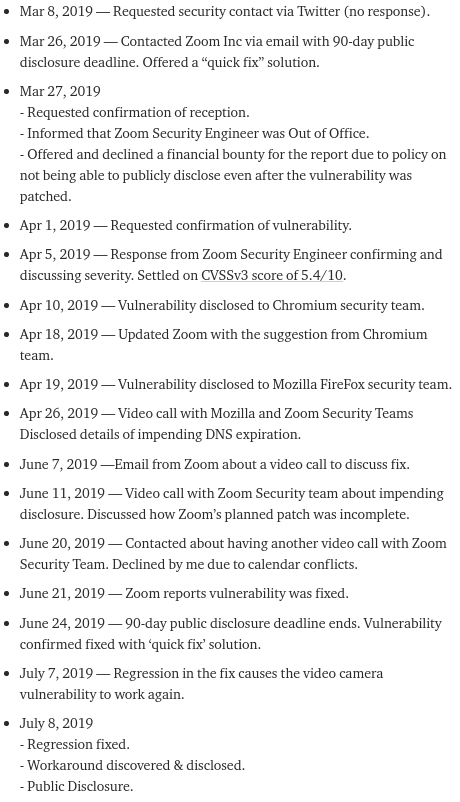 • Mar 8, 2019 — Requested security contact via Twitter (no response).
• Mar 26, 2019 — Contacted Zoom Inc via email with 90-day public
disclosure deadline. Offered a “quick fix” solution.
• Mar 27, 2019
- Requested confirmation of reception.
- Informed that Zoom Security Engineer was Out of Office.
- Offered and declined a financial bounty for the report due to policy on
not being able to publicly disclose even after the vulnerability was
patched.
• Apr 1, 2019 — Requested confirmation of vulnerability.
• Apr 5, 2019 — Response from Zoom Security Engineer confirming and
discussing severity. Settled on CVSSv3 score of 5.4/10.
• Apr 10, 2019 — Vulnerability disclosed to Chromium security team.
• Apr 18, 2019 — Updated Zoom with the suggestion from Chromium
team.
• Apr 19, 2019 — Vulnerability disclosed to Mozilla FireFox security team.
• Apr 26, 2019 — Video call with Mozilla and Zoom Security Teams
Disclosed details of impending DNS expiration.
• June 7, 2019 —Email from Zoom about a video call to discuss fix.
• June 11, 2019 — Video call with Zoom Security team about impending
disclosure. Discussed how Zoom’s planned patch was incomplete.
• June 20, 2019 — Contacted about having another video call with Zoom
Security Team. Declined by me due to calendar conflicts.
• June 21, 2019 — Zoom reports vulnerability was fixed.
• June 24, 2019 — 90-day public disclosure deadline ends. Vulnerability
confirmed fixed with ‘quick fix’ solution.
• July 7, 2019 — Regression in the fix causes the video camera
vulnerability to work again.
• July 8, 2019
- Regression fixed.
- Workaround discovered & disclosed.
- Public Disclosure.